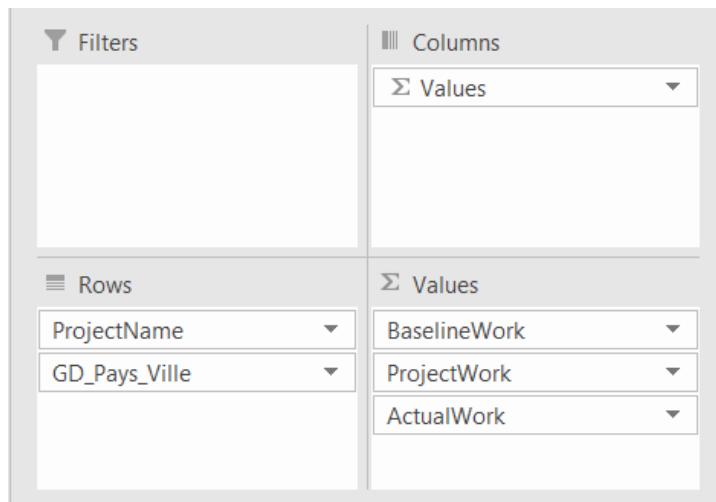 Filters
Columns
Σ Values
Rows
Σ Values
ProjectName
BaselineWork
GD_Pays_Ville
ProjectWork
ActualWork